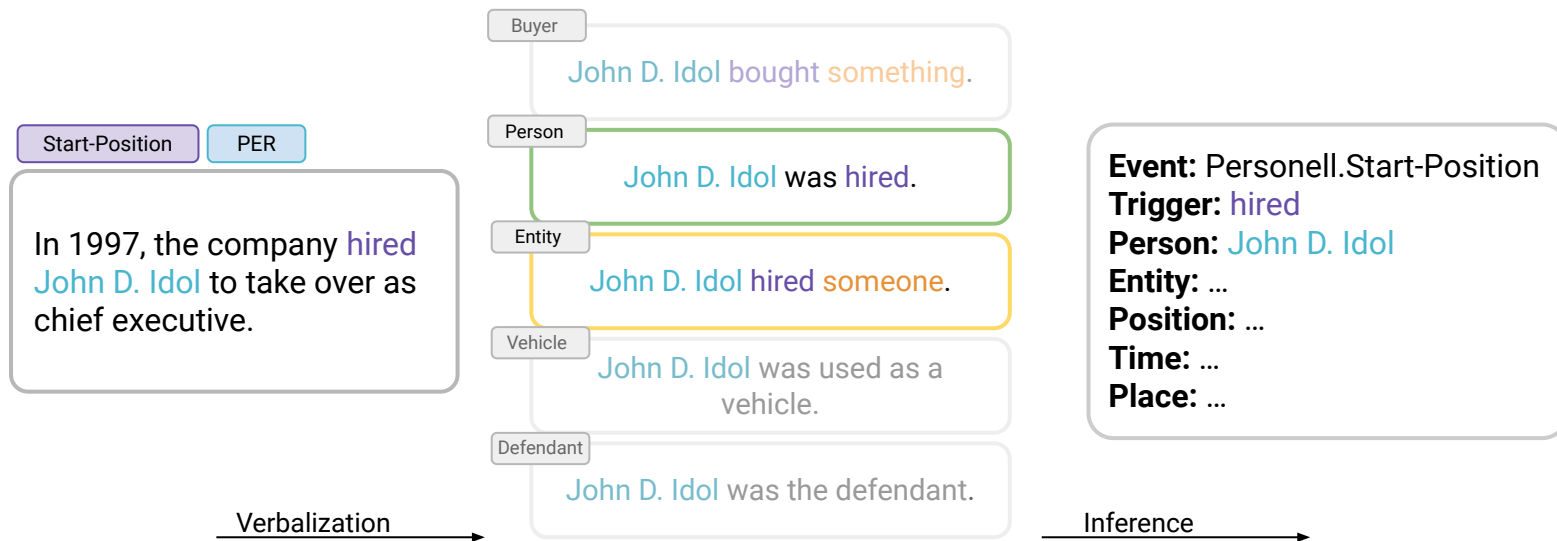 Start-Position
PER
In 1997, the company hired
John D. Idol to take over as
chief executive.
Buyer
John D. Idol bought something.
Person
John D. Idol was hired.
Entity
John D. Idol hired someone.
Vehicle
John D. Idol was used as a
vehicle.
Defendant
John D. Idol was the defendant.
Event: Personell.Start-Position
Trigger: hired
Person: John D. Idol
Entity: ...
Position: ...
Time: ...
Place: ...
Verbalization
Inference